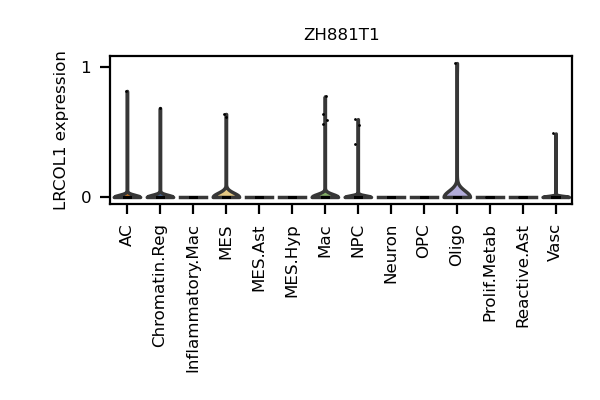 ZH881T1
LRCOL1 expression
1
0
AC
Chromatin.Reg
Inflammatory.Mac
MES
MES.Ast
MES.Hyp
Mac
NPC
Neuron
OPC
Oligo
Prolif.Metab
Reactive.Ast
Vasc